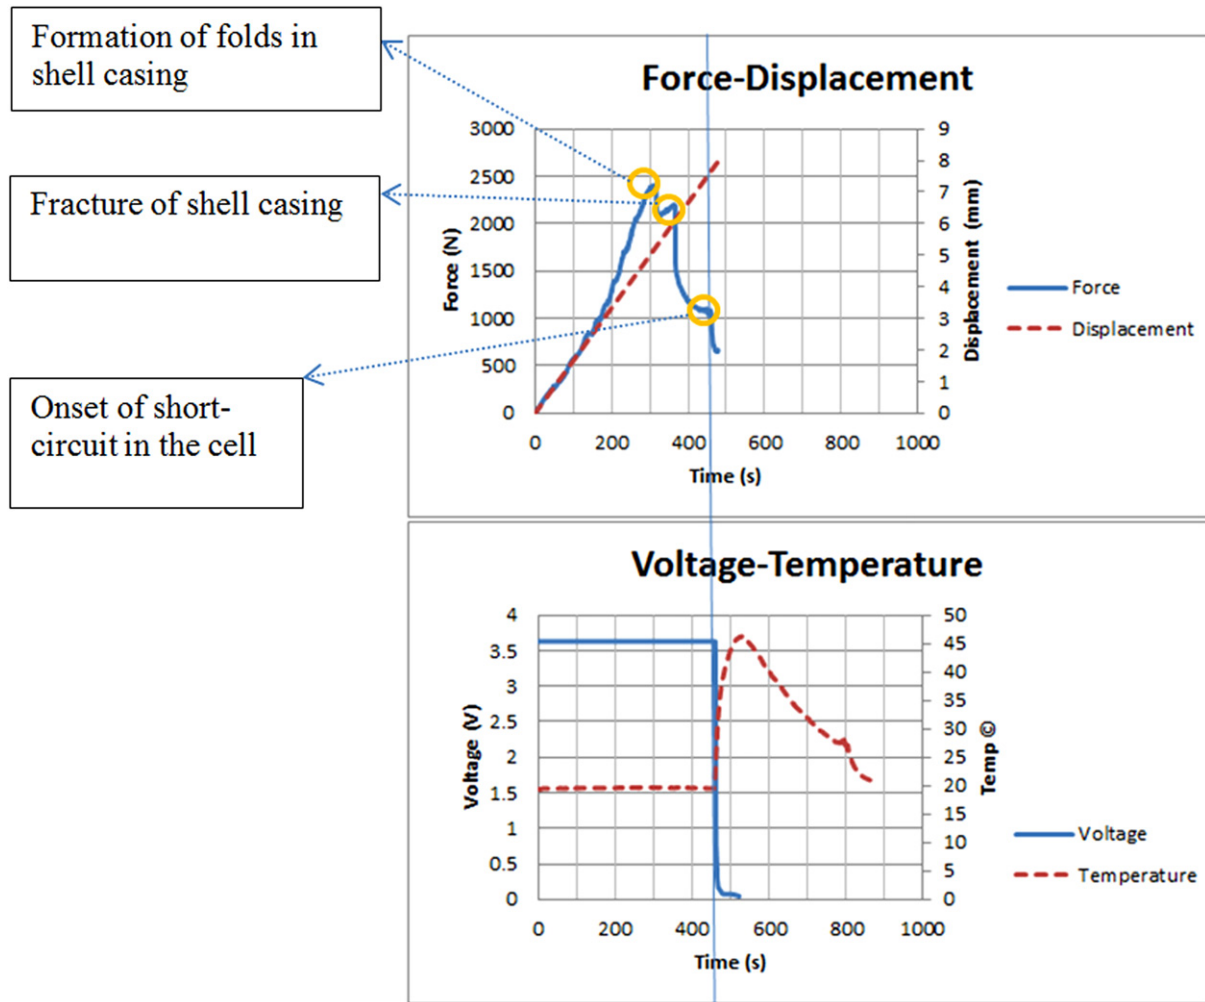 Formation of folds in
shell casing
Fracture of shell casing
Onset of short-
circuit in the cell
Force-Displacement
3000
2500
2000
1500
1000
500
0
Force (N)
9
8
7
6
5
4
3
2
1
0
Displacement (mm)
0 200 400 600 800 1000
Time (s)
Force
Displacement
Voltage-Temperature
4
3.5
3
2.5
2
1.5
1
0.5
0
Voltage (V)
50
45
40
35
30
25
20
15
10
5
0
Temp ©
0 200 400 600 800 1000
Time (s)
Voltage
Temperature